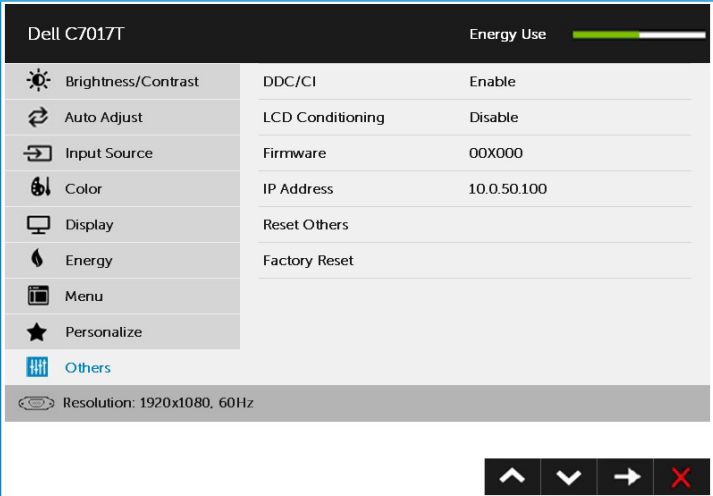 Dell C7017T Energy Use
Brightness/Contrast DDC/CI Enable
Auto Adjust LCD Conditioning Disable
Input Source Firmware 00X000
Color IP Address 10.0.50.100
Display Reset Others
Energy Factory Reset
Menu
Personalize
Others
Resolution: 1920x1080, 60Hz